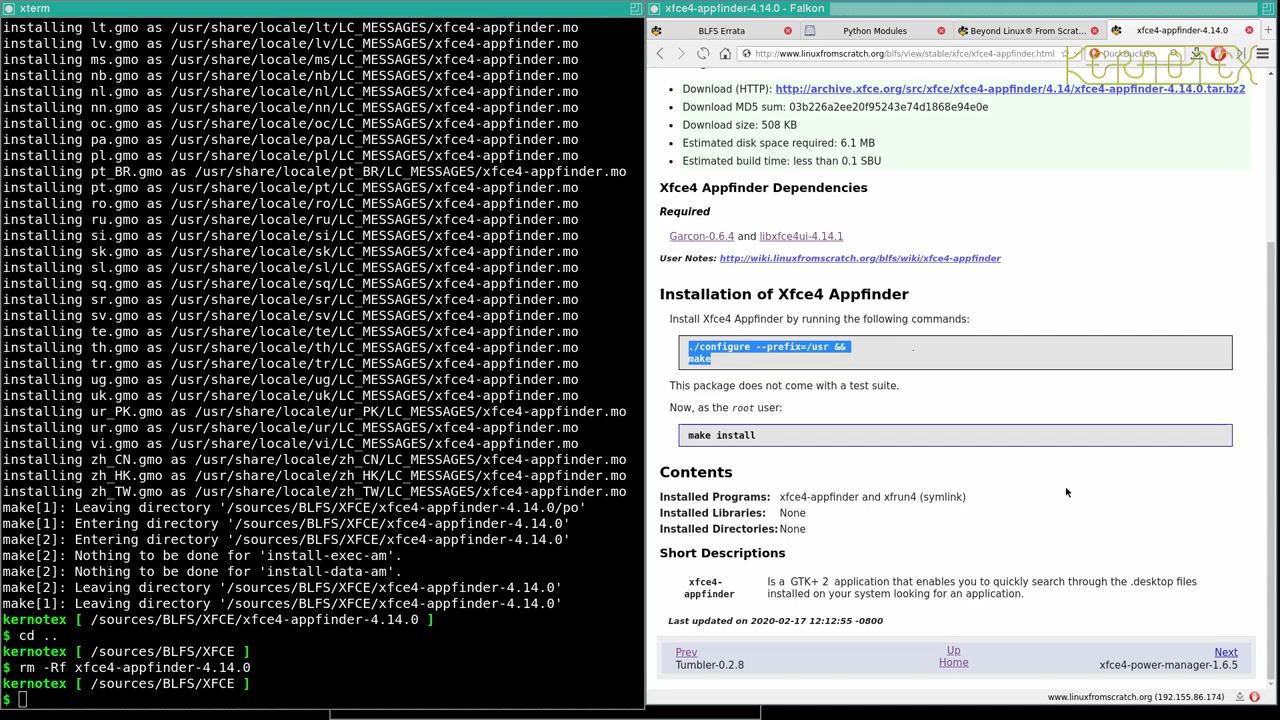 xterm
installing lt.gmo as /usr/share/locale/lt/LC_MESSAGES/xfce4-appfinder.mo
installing lv.gmo as /usr/share/locale/lv/LC_MESSAGES/xfce4-appfinder.mo
installing ms.gmo as /usr/share/locale/ms/LC_MESSAGES/xfce4-appfinder.mo
installing nb.gmo as /usr/share/locale/nb/LC_MESSAGES/xfce4-appfinder.mo
installing nl.gmo as /usr/share/locale/nl/LC_MESSAGES/xfce4-appfinder.mo
installing nn.gmo as /usr/share/locale/nn/LC_MESSAGES/xfce4-appfinder.mo
installing oc.gmo as /usr/share/locale/oc/LC_MESSAGES/xfce4-appfinder.mo
installing pa.gmo as /usr/share/locale/pa/LC_MESSAGES/xfce4-appfinder.mo
installing pl.gmo as /usr/share/locale/pl/LC_MESSAGES/xfce4-appfinder.mo
installing pt_BR.gmo as /usr/share/locale/pt_BR/LC_MESSAGES/xfce4-appfinder.mo
installing pt.gmo as /usr/share/locale/pt/LC_MESSAGES/xfce4-appfinder.mo
installing ro.gmo as /usr/share/locale/ro/LC_MESSAGES/xfce4-appfinder.mo
installing ru.gmo as /usr/share/locale/ru/LC_MESSAGES/xfce4-appfinder.mo
installing si.gmo as /usr/share/locale/si/LC_MESSAGES/xfce4-appfinder.mo
installing sk.gmo as /usr/share/locale/sk/LC_MESSAGES/xfce4-appfinder.mo
installing sl.gmo as /usr/share/locale/sl/LC_MESSAGES/xfce4-appfinder.mo
installing sq.gmo as /usr/share/locale/sq/LC_MESSAGES/xfce4-appfinder.mo
installing sr.gmo as /usr/share/locale/sr/LC_MESSAGES/xfce4-appfinder.mo
installing sv.gmo as /usr/share/locale/sv/LC_MESSAGES/xfce4-appfinder.mo
installing te.gmo as /usr/share/locale/te/LC_MESSAGES/xfce4-appfinder.mo
installing th.gmo as /usr/share/locale/th/LC_MESSAGES/xfce4-appfinder.mo
installing tr.gmo as /usr/share/locale/tr/LC_MESSAGES/xfce4-appfinder.mo
installing ug.gmo as /usr/share/locale/ug/LC_MESSAGES/xfce4-appfinder.mo
installing uk.gmo as /usr/share/locale/uk/LC_MESSAGES/xfce4-appfinder.mo
installing ur_PK.gmo as /usr/share/locale/ur_PK/LC_MESSAGES/xfce4-appfinder.mo
installing ur.gmo as /usr/share/locale/ur/LC_MESSAGES/xfce4-appfinder.mo
installing vi.gmo as /usr/share/locale/vi/LC_MESSAGES/xfce4-appfinder.mo
installing zh_CN.gmo as /usr/share/locale/zh_CN/LC_MESSAGES/xfce4-appfinder.mo
installing zh_HK.gmo as /usr/share/locale/zh_HK/LC_MESSAGES/xfce4-appfinder.mo
installing zh_TW.gmo as /usr/share/locale/zh_TW/LC_MESSAGES/xfce4-appfinder.mo
make[1]: Leaving directory '/sources/BLFS/XFCE/xfce4-appfinder-4.14.0/po'
make[1]: Entering directory '/sources/BLFS/XFCE/xfce4-appfinder-4.14.0'
make[2]: Entering directory '/sources/BLFS/XFCE/xfce4-appfinder-4.14.0'
make[2]: Nothing to be done for 'install-exec-am'.
make[2]: Nothing to be done for 'install-data-am'.
make[2]: Leaving directory '/sources/BLFS/XFCE/xfce4-appfinder-4.14.0'
make[1]: Leaving directory '/sources/BLFS/XFCE/xfce4-appfinder-4.14.0'
kernotex [ /sources/BLFS/XFCE/xfce4-appfinder-4.14.0 ]
$ cd ..
kernotex [ /sources/BLFS/XFCE ]
$ rm -Rf xfce4-appfinder-4.14.0
kernotex [ /sources/BLFS/XFCE ]
$
xfce4-appfinder-4.14.0 - Falkon
BLFS Errata
Python Modules
Beyond Linux® From Scrat...
xfce4-appfinder-4.14.0
http://www.linuxfromscratch.org/blfs/view/stable/xfce/xfce4-appfinder.html
DuckDuckGo
KERNOTEX
• Download (HTTP): http://archive.xfce.org/src/xfce/xfce4-appfinder/4.14/xfce4-appfinder-4.14.0.tar.bz2
• Download MD5 sum: 03b226a2ee20f95243e74d1868e94e0e
• Download size: 508 KB
• Estimated disk space required: 6.1 MB
• Estimated build time: less than 0.1 SBU
Xfce4 Appfinder Dependencies
Required
Garcon-0.6.4 and libxfce4ui-4.14.1
User Notes: http://wiki.linuxfromscratch.org/blfs/wiki/xfce4-appfinder
Installation of Xfce4 Appfinder
Install Xfce4 Appfinder by running the following commands:
./configure --prefix=/usr &&
make
This package does not come with a test suite.
Now, as the root user:
make install
Contents
Installed Programs: xfce4-appfinder and xfrun4 (symlink)
Installed Libraries: None
Installed Directories: None
Short Descriptions
xfce4-appfinder
Is a GTK+ 2 application that enables you to quickly search through the .desktop files
installed on your system looking for an application.
Last updated on 2020-02-17 12:12:55 -0800
Prev Up Next
Tumbler-0.2.8 Home xfce4-power-manager-1.6.5
www.linuxfromscratch.org (192.155.86.174)